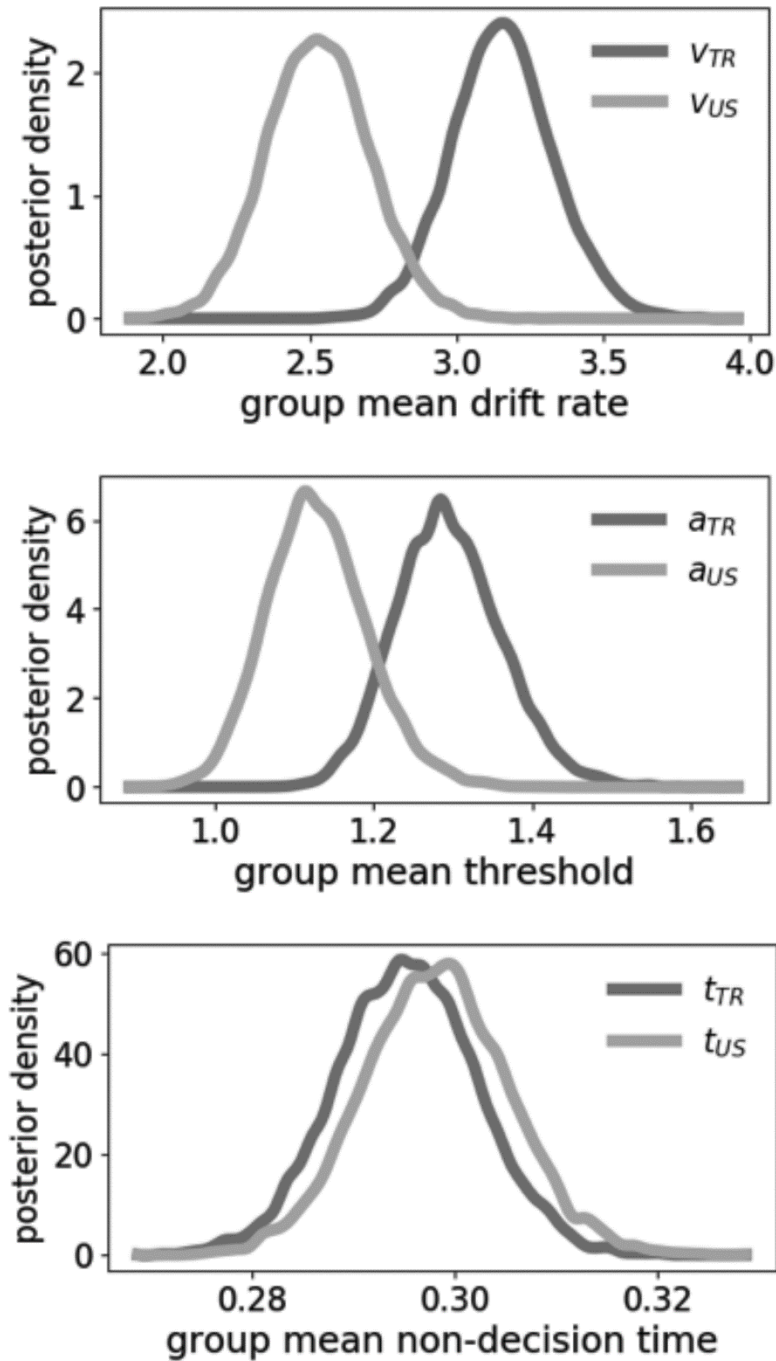 posterior density
2
1
0
v_TR
v_US
2.0 2.5 3.0 3.5 4.0
group mean drift rate
posterior density
6
4
2
0
a_TR
a_US
1.0 1.2 1.4 1.6
group mean threshold
posterior density
60
40
20
0
t_TR
t_US
0.28 0.30 0.32
group mean non-decision time